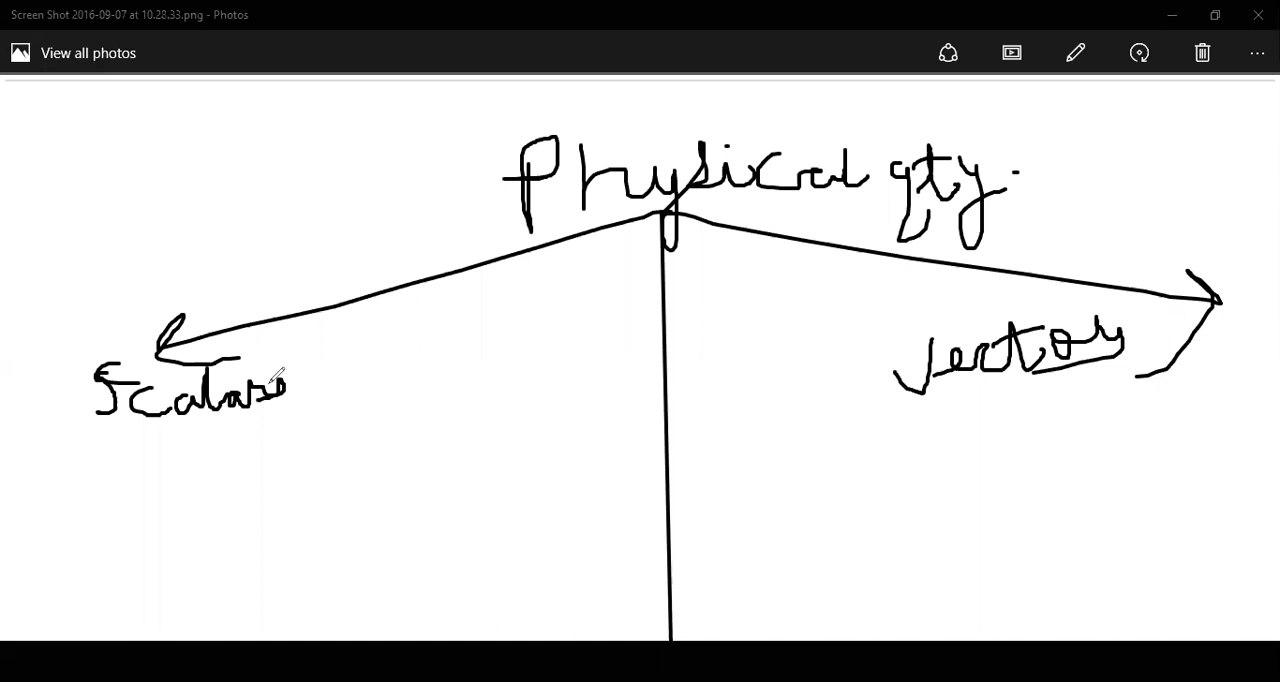 Screen Shot 2016-09-07 at 10.28.33.png - Photos
View all photos
Physical qty.
Scalars
vectors